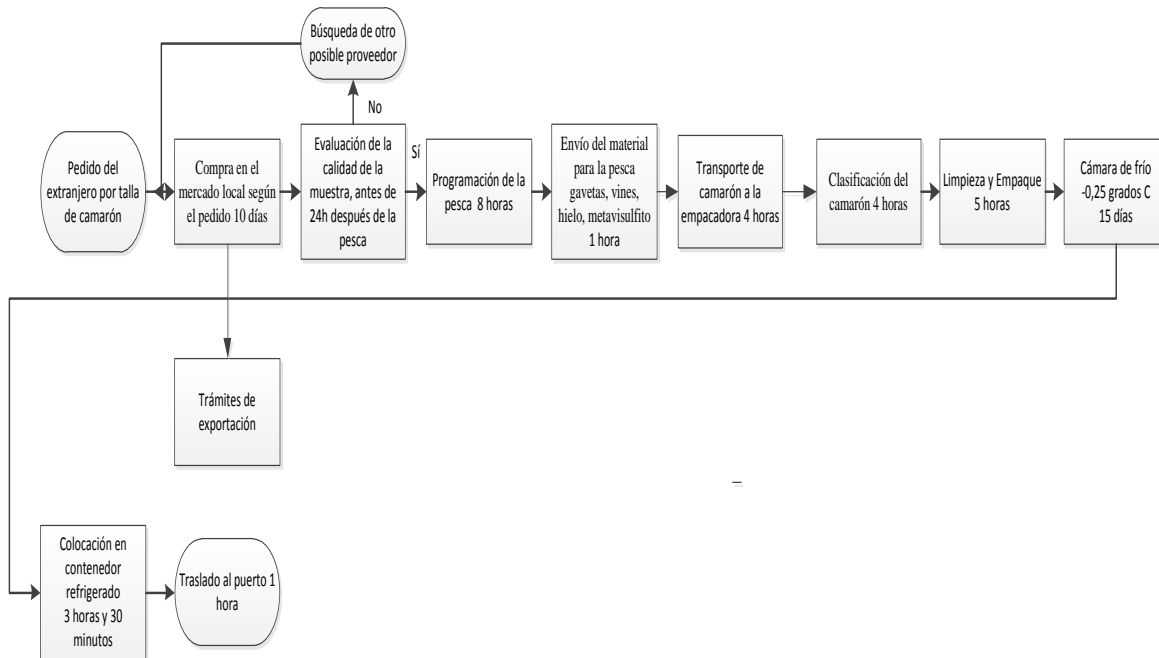 Búsqueda de otro
posible proveedor
No
Pedido del
extranjero por talla
de camarón
Compra en el
mercado local según
el pedido 10 días
Evaluación de la
calidad de la
muestra, antes de
24h después de la
pesca
Sí
Programación de la
pesca 8 horas
Envío del material
para la pesca
gavetas, vines,
hielo, metavisulfito
1 hora
Transporte de
camarón a la
empacadora 4 horas
Clasificación del
camarón 4 horas
Limpieza y Empaque
5 horas
Cámara de frío
-0,25 grados C
15 días
Trámites de
exportación
Colocación en
contenedor
refrigerado
3 horas y 30
minutos
Traslado al puerto 1
hora